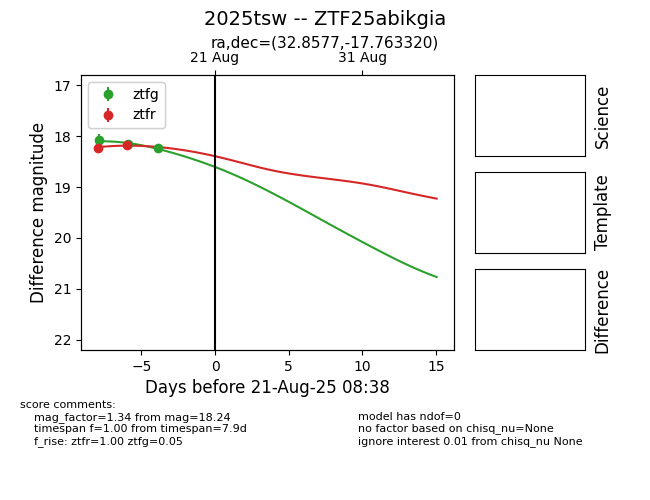 2025tsw -- ZTF25abikgia
ra,dec=(32.8577,-17.763320)
21 Aug
31 Aug
ztfg
ztfr
17
18
19
20
21
22
Difference magnitude
−5
0
5
10
15
Days before 21-Aug-25 08:38
Science
Template
Difference
score comments:
mag_factor=1.34 from mag=18.24
timespan f=1.00 from timespan=7.9d
f_rise: ztfr=1.00 ztfg=0.05
model has ndof=0
no factor based on chisq_nu=None
ignore interest 0.01 from chisq_nu None